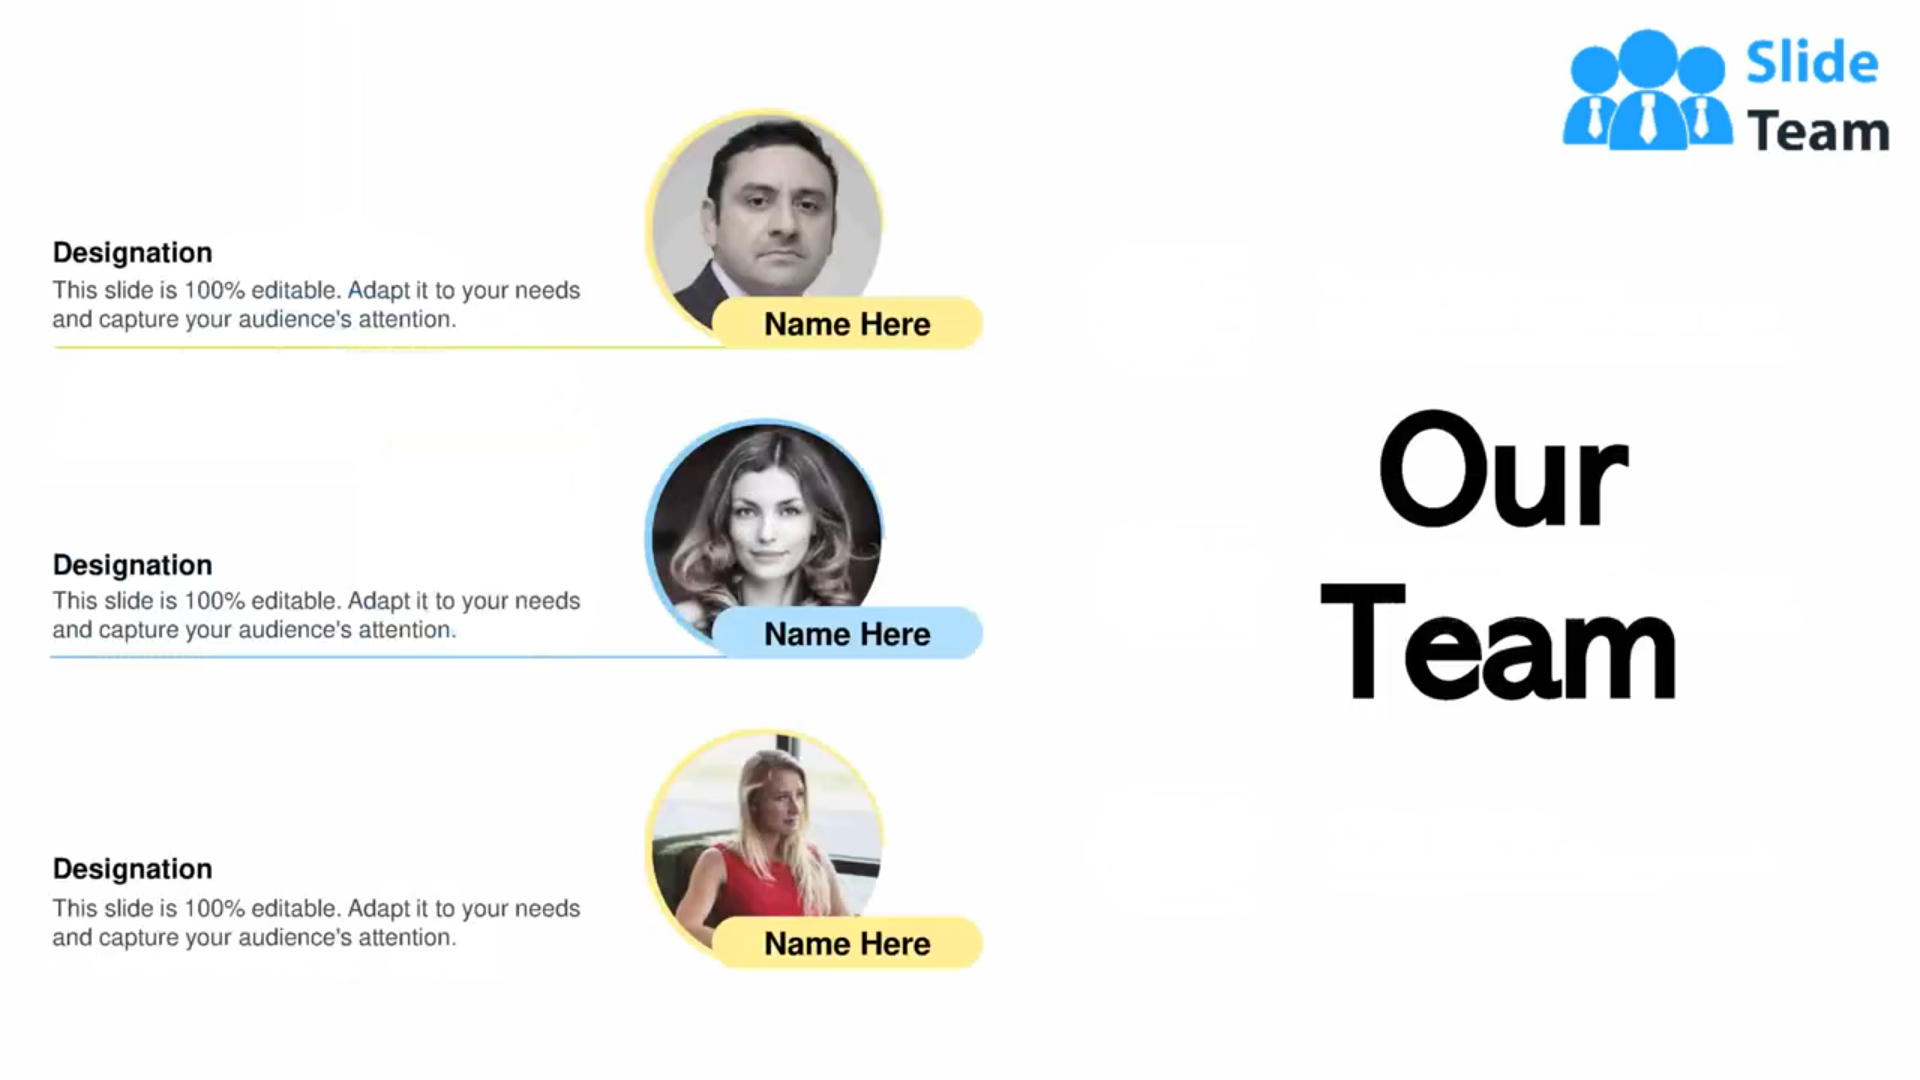 Slide
Team
Designation
This slide is 100% editable. Adapt it to your needs
and capture your audience's attention.
Name Here
Our
Team
Designation
This slide is 100% editable. Adapt it to your needs
and capture your audience's attention.
Name Here
Designation
This slide is 100% editable. Adapt it to your needs
and capture your audience's attention.
Name Here